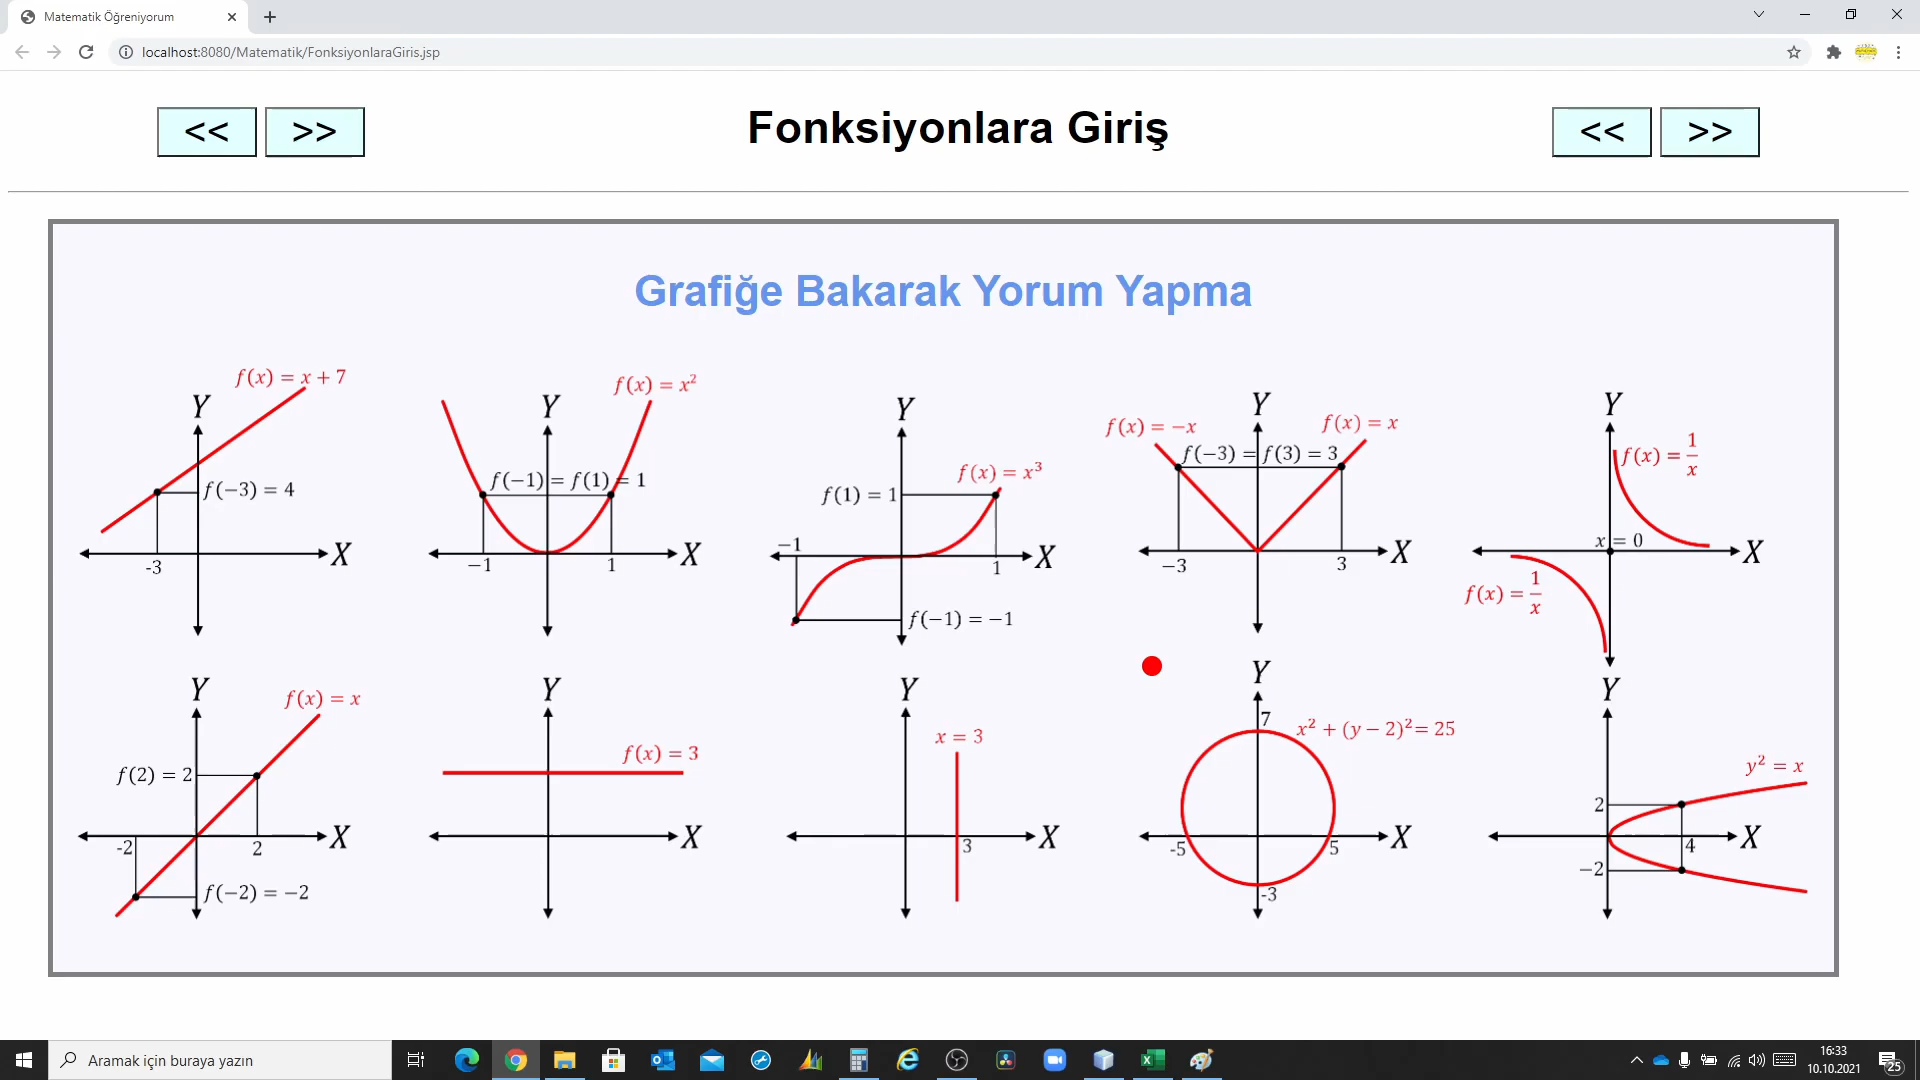 Matematik Öğreniyorum
localhost:8080/Matematik/FonksiyonlaraGiris.jsp
<< >> Fonksiyonlara Giriş << >>
Grafiğe Bakarak Yorum Yapma
f(x) = x + 7
Y
f(−3) = 4
X
-3
f(x) = x²
Y
f(−1) = f(1) = 1
X
−1
1
Y
f(x) = x³
f(1) = 1
−1
X
1
f(−1) = −1
Y
f(x) = −x
f(x) = x
f(−3) = f(3) = 3
X
−3
3
Y
f(x) = 1/x
x = 0
X
f(x) = 1/x
Y
f(x) = x
f(2) = 2
X
-2
2
f(−2) = −2
Y
f(x) = 3
X
Y
x = 3
X
3
Y
7
x² + (y − 2)² = 25
X
-5
5
-3
Y
y² = x
2
X
4
−2
Aramak için buraya yazın
16:33
10.10.2021
25